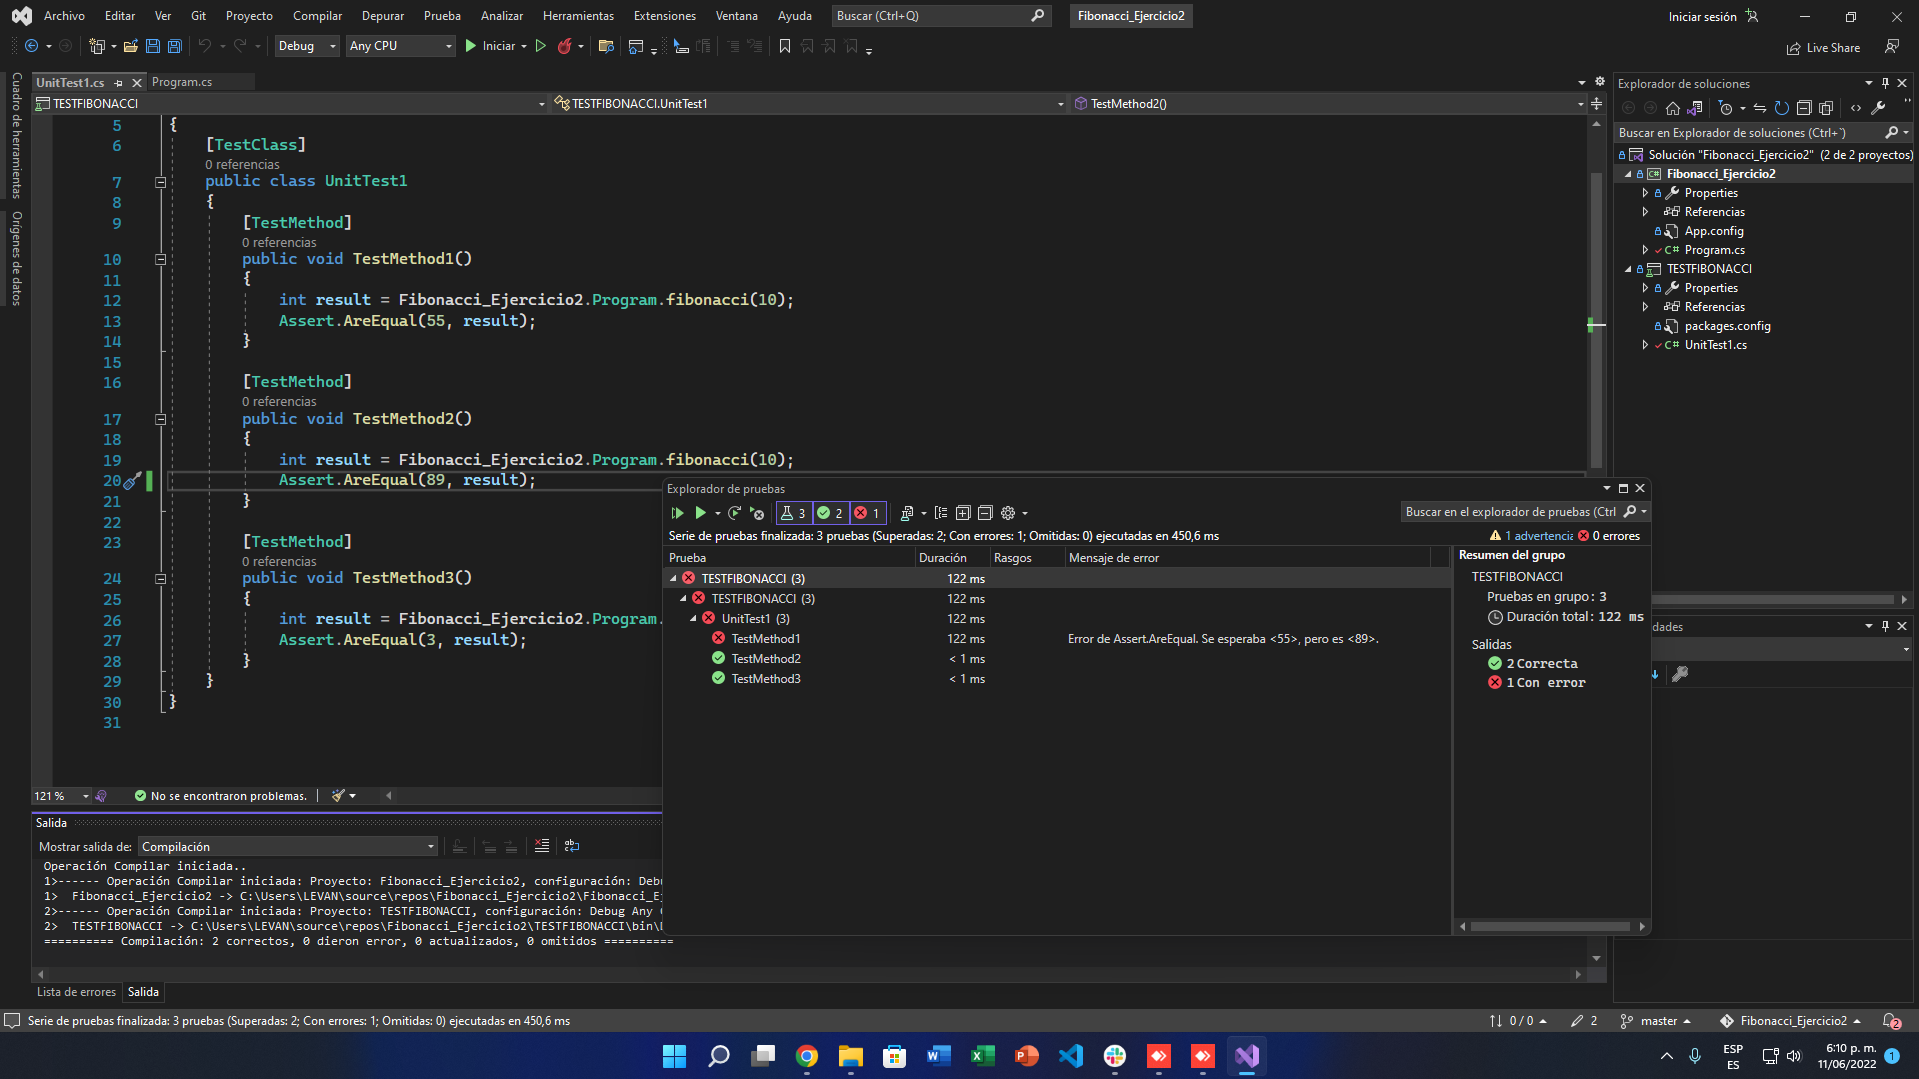 Archivo Editar Ver Git Proyecto Compilar Depurar Prueba Analizar Herramientas Extensiones Ventana Ayuda Buscar (Ctrl+Q) Fibonacci_Ejercicio2 Iniciar sesión
Debug Any CPU Iniciar Live Share
Cuadro de herramientas
Orígenes de datos
UnitTest1.cs Program.cs
TESTFIBONACCI TESTFIBONACCI.UnitTest1 TestMethod2()
5 {
6 [TestClass]
0 referencias
7 public class UnitTest1
8 {
9 [TestMethod]
0 referencias
10 public void TestMethod1()
11 {
12 int result = Fibonacci_Ejercicio2.Program.fibonacci(10);
13 Assert.AreEqual(55, result);
14 }
15
16 [TestMethod]
0 referencias
17 public void TestMethod2()
18 {
19 int result = Fibonacci_Ejercicio2.Program.fibonacci(10);
20 Assert.AreEqual(89, result);
21 }
22
23 [TestMethod]
0 referencias
24 public void TestMethod3()
25 {
26 int result = Fibonacci_Ejercicio2.Program.
27 Assert.AreEqual(3, result);
28 }
29 }
30 }
31
121 % No se encontraron problemas.
Salida
Mostrar salida de: Compilación
Operación Compilar iniciada..
1>------ Operación Compilar iniciada: Proyecto: Fibonacci_Ejercicio2, configuración: Debu
1>  Fibonacci_Ejercicio2 -> C:\Users\LEVAN\source\repos\Fibonacci_Ejercicio2\Fibonacci_Ej
2>------ Operación Compilar iniciada: Proyecto: TESTFIBONACCI, configuración: Debug Any
2>  TESTFIBONACCI -> C:\Users\LEVAN\source\repos\Fibonacci_Ejercicio2\TESTFIBONACCI\bin\
========== Compilación: 2 correctos, 0 dieron error, 0 actualizados, 0 omitidos ==========
Lista de errores Salida
Explorador de pruebas
3 2 1 Buscar en el explorador de pruebas (Ctrl
Serie de pruebas finalizada: 3 pruebas (Superadas: 2; Con errores: 1; Omitidas: 0) ejecutadas en 450,6 ms 1 advertencia 0 errores
Prueba Duración Rasgos Mensaje de error
TESTFIBONACCI (3) 122 ms
TESTFIBONACCI (3) 122 ms
UnitTest1 (3) 122 ms
TestMethod1 122 ms Error de Assert.AreEqual. Se esperaba <55>, pero es <89>.
TestMethod2 < 1 ms
TestMethod3 < 1 ms
Resumen del grupo
TESTFIBONACCI
Pruebas en grupo: 3
Duración total: 122 ms
Salidas
2 Correcta
1 Con error
Explorador de soluciones
Buscar en Explorador de soluciones (Ctrl+`)
Solución "Fibonacci_Ejercicio2" (2 de 2 proyectos)
Fibonacci_Ejercicio2
Properties
Referencias
App.config
C# Program.cs
TESTFIBONACCI
Properties
Referencias
packages.config
C# UnitTest1.cs
dades
Serie de pruebas finalizada: 3 pruebas (Superadas: 2; Con errores: 1; Omitidas: 0) ejecutadas en 450,6 ms 0 / 0 2 master Fibonacci_Ejercicio2 2
ESP
ES
6:10 p. m.
11/06/2022
1